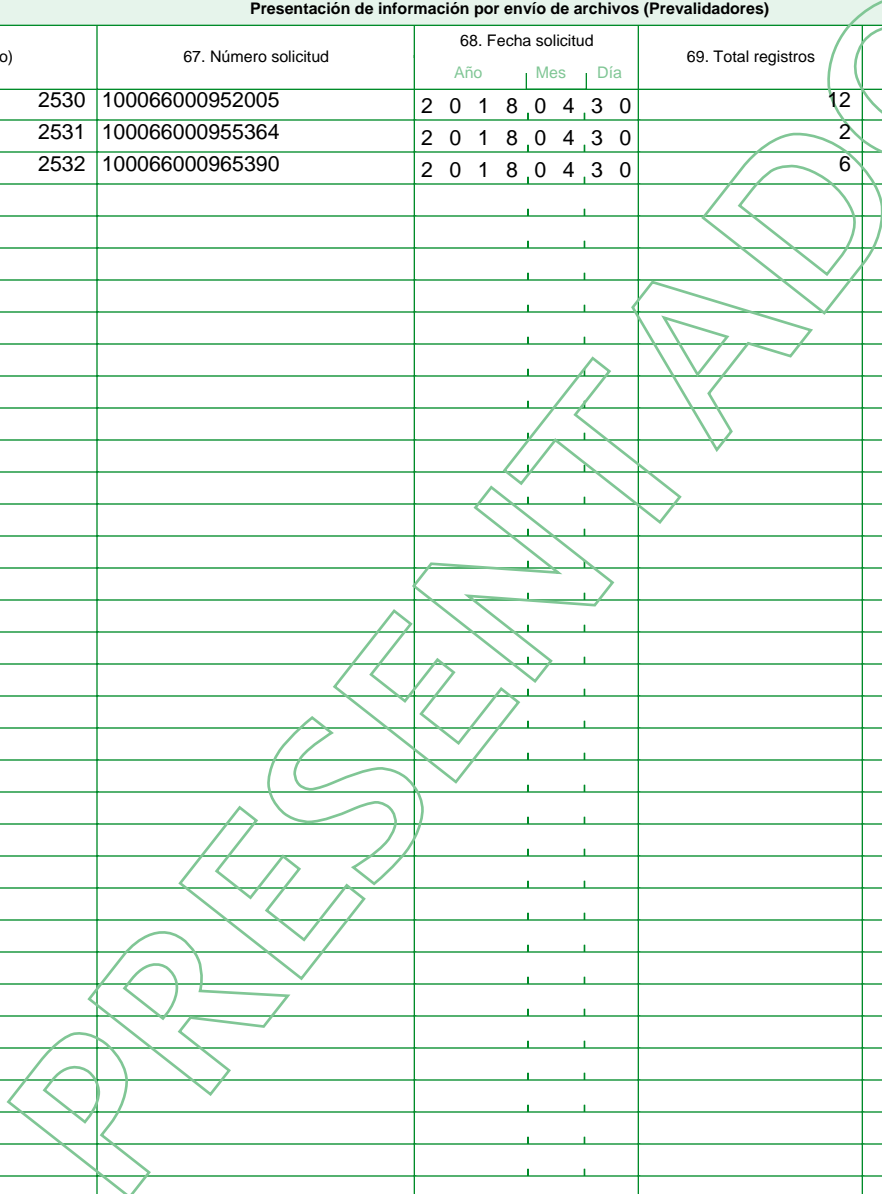 Presentación de información por envío de archivos (Prevalidadores)
o) 67. Número solicitud 68. Fecha solicitud 69. Total registros
Año Mes Día
2530 100066000952005 2 0 1 8 0 4 3 0 12
2531 100066000955364 2 0 1 8 0 4 3 0 2
2532 100066000965390 2 0 1 8 0 4 3 0 6
PRESENTADO